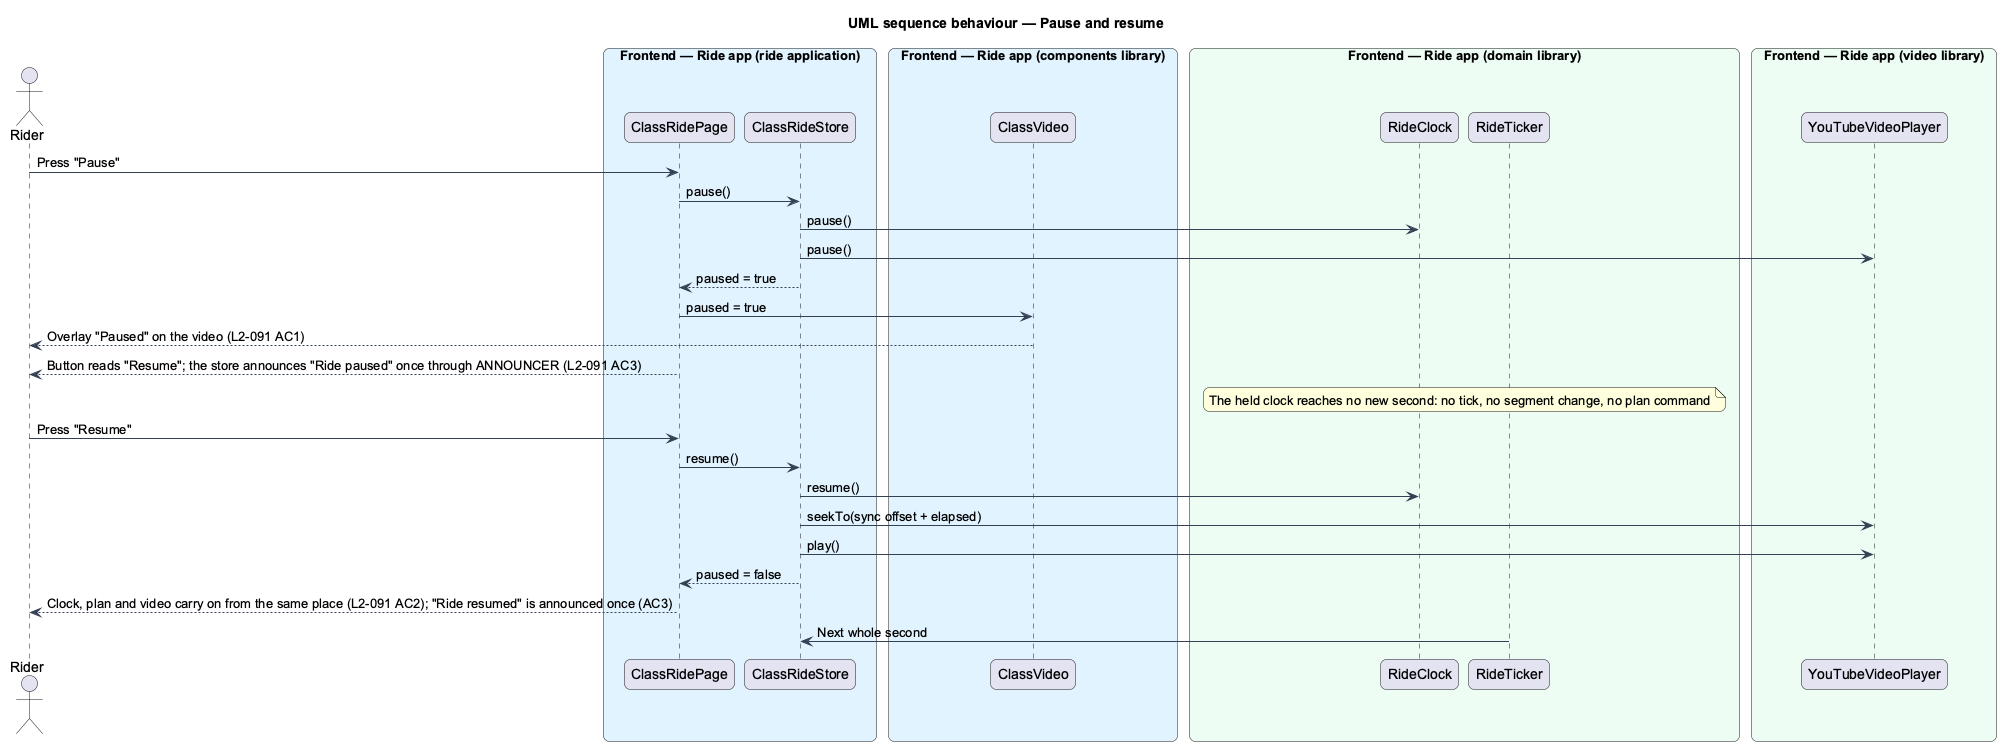 UML sequence behaviour — Pause and resume
Frontend — Ride app (ride application)
Frontend — Ride app (components library)
Frontend — Ride app (domain library)
Frontend — Ride app (video library)
Rider
ClassRidePage
ClassRideStore
ClassVideo
RideClock
RideTicker
YouTubeVideoPlayer
Press "Pause"
pause()
pause()
pause()
paused = true
paused = true
Overlay "Paused" on the video (L2-091 AC1)
Button reads "Resume"; the store announces "Ride paused" once through ANNOUNCER (L2-091 AC3)
The held clock reaches no new second: no tick, no segment change, no plan command
Press "Resume"
resume()
resume()
seekTo(sync offset + elapsed)
play()
paused = false
Clock, plan and video carry on from the same place (L2-091 AC2); "Ride resumed" is announced once (AC3)
Next whole second
Rider
ClassRidePage
ClassRideStore
ClassVideo
RideClock
RideTicker
YouTubeVideoPlayer